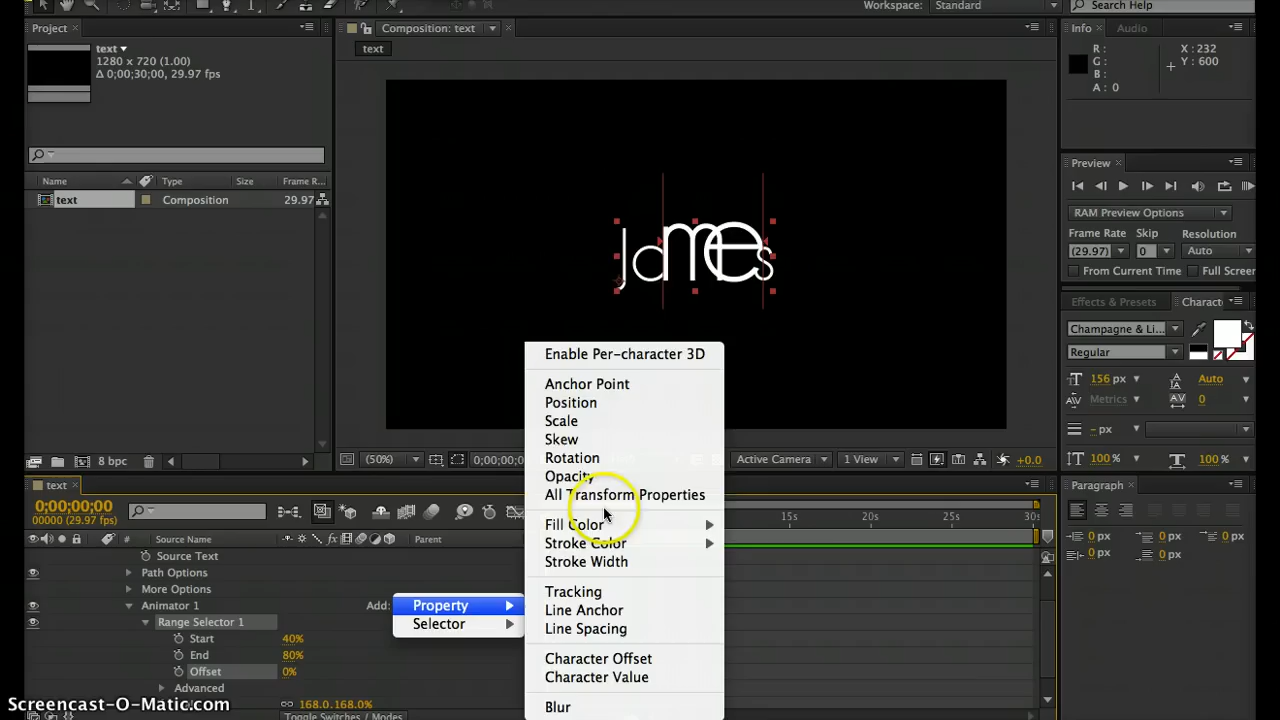 Workspace: Standard
Search Help
Project
Composition: text
Info
Audio
text
text
1280 x 720 (1.00)
Δ 0;00;30;00, 29.97 fps
R :
G :
B :
A : 0
X : 232
Y : 600
Name
Type
Size
Frame R...
text
Composition
29.97
James
Preview
RAM Preview Options
Frame Rate
Skip
Resolution
(29.97)
0
Auto
From Current Time
Full Screen
Effects & Presets
Characte
Champagne & Li...
Regular
156 px
Auto
Metrics
0
- px
100 %
100 %
8 bpc
(50%)
0;00;0
Active Camera
1 View
+0.0
Enable Per-character 3D
Anchor Point
Position
Scale
Skew
Rotation
Opacity
All Transform Properties
Fill Color
Stroke Color
Stroke Width
Tracking
Line Anchor
Line Spacing
Character Offset
Character Value
Blur
text
0;00;00;00
00000 (29.97)
15s
20s
25s
30s
Source Name
Parent
Source Text
Path Options
More Options
Animator 1
Add:
Property
Selector
Range Selector 1
Start
40%
End
80%
Offset
0%
Advanced
168.0,168.0%
Toggle Switches / Modes
Paragraph
0 px
0 px
0 px
0 px
0 px
Screencast-O-Matic.com